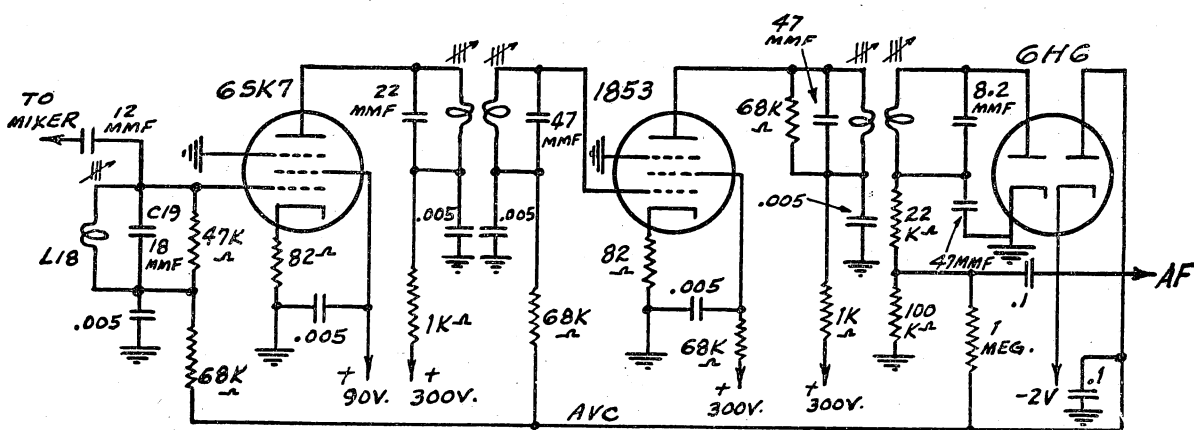 TO
MIXER
12
MMF
L18
C19
18
MMF
47K
Ω
.005
68K
Ω
6SK7
82Ω
.005
+
90V.
22
MMF
.005
1KΩ
+
300V.
.005
47
MMF
68K
Ω
AVC
1853
82
Ω
.005
68K
Ω
+
300V.
47
MMF
68K
Ω
.005
1K
Ω
+
300V.
6H6
8.2
MMF
22
KΩ
47MMF
100
KΩ
1
MEG.
.1
AF
-2V
.1